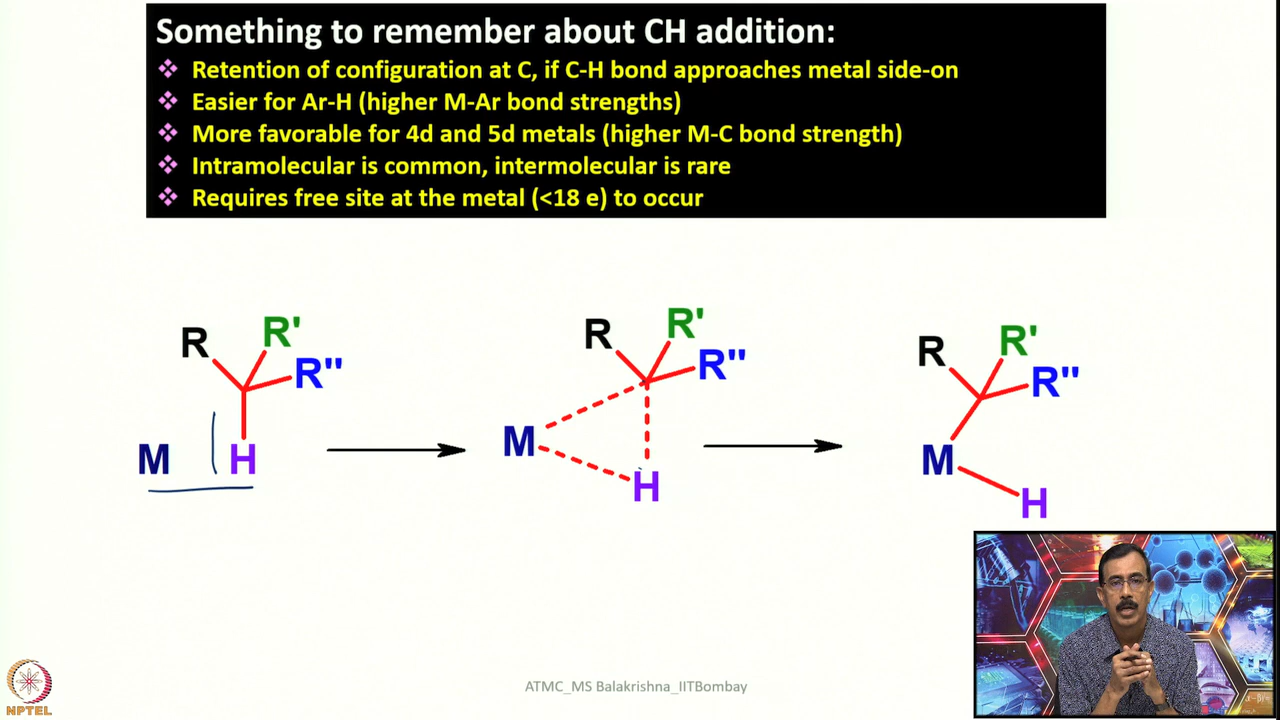 Something to remember about CH addition:
❖ Retention of configuration at C, if C-H bond approaches metal side-on
❖ Easier for Ar-H (higher M-Ar bond strengths)
❖ More favorable for 4d and 5d metals (higher M-C bond strength)
❖ Intramolecular is common, intermolecular is rare
❖ Requires free site at the metal (<18 e) to occur
R R' R"
M H
R R' R"
M H
R R' R"
M H
ATMC_MS Balakrishna_IITBombay
NPTEL